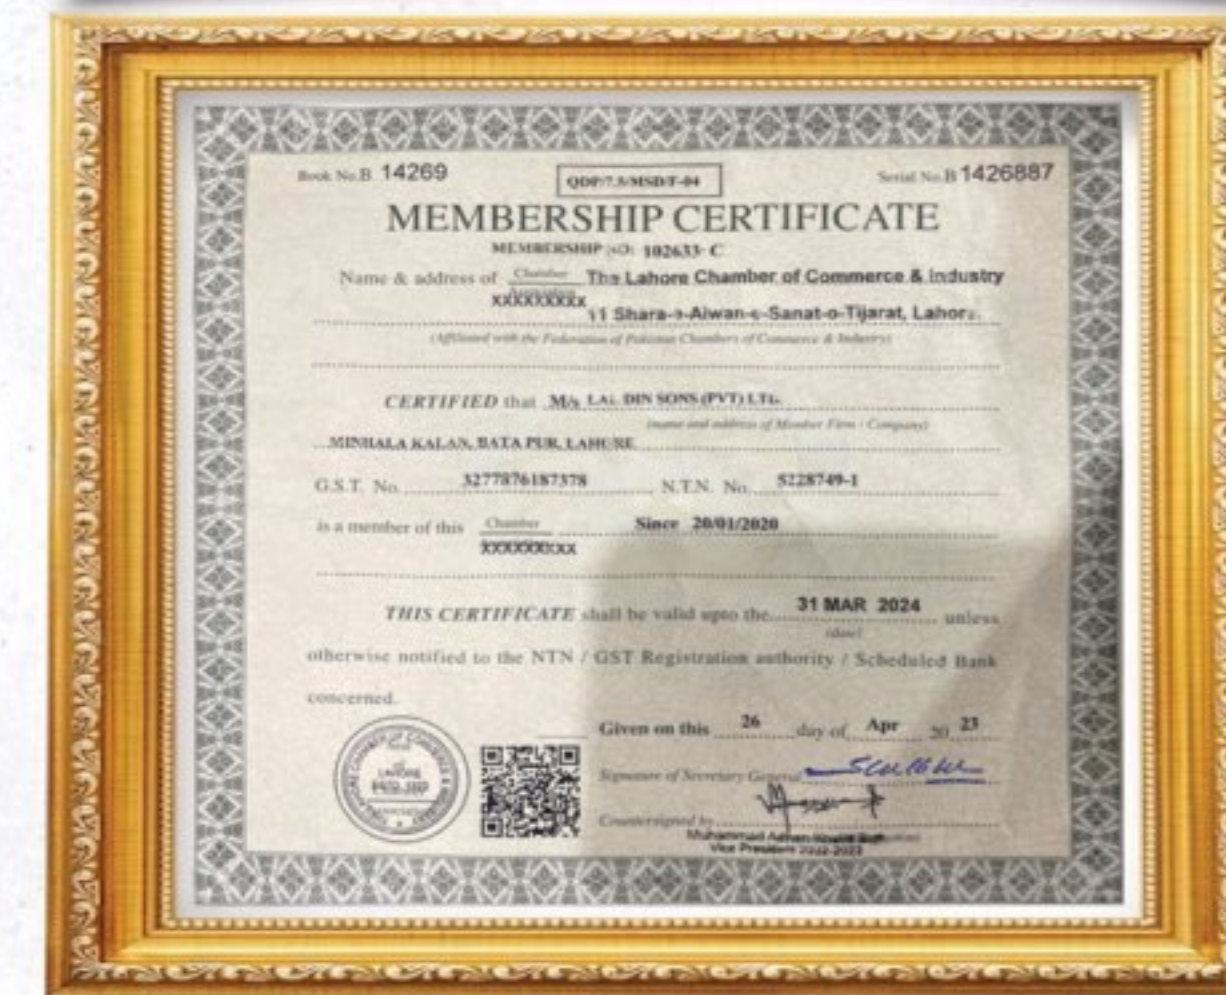 Book No.B 14269
QDP/7.5/MSD/F-04
Serial No.B 1426887
MEMBERSHIP CERTIFICATE
MEMBERSHIP NO: 102633- C
Name & address of Chamber The Lahore Chamber of Commerce & Industry
XXXXXXXXX
11 Shara-e-Aiwan-e-Sanat-o-Tijarat, Lahore.
(Affiliated with the Federation of Pakistan Chambers of Commerce & Industry)
CERTIFIED that M/s LAL DIN SONS (PVT) LTD.
(name and address of Member Firm / Company)
MINHALA KALAN, BATA PUR, LAHORE
G.S.T. No. 3277876187378 N.T.N. No. 5228749-1
is a member of this Chamber Since 20/01/2020
XXXXXXXXX
THIS CERTIFICATE shall be valid upto the 31 MAR 2024 unless
(date)
otherwise notified to the NTN / GST Registration authority / Scheduled Bank
concerned.
Given on this 26 day of Apr 20 23
Signature of Secretary General
Countersigned by
Muhammad Adnan
Vice President 2022-2023
LAHORE